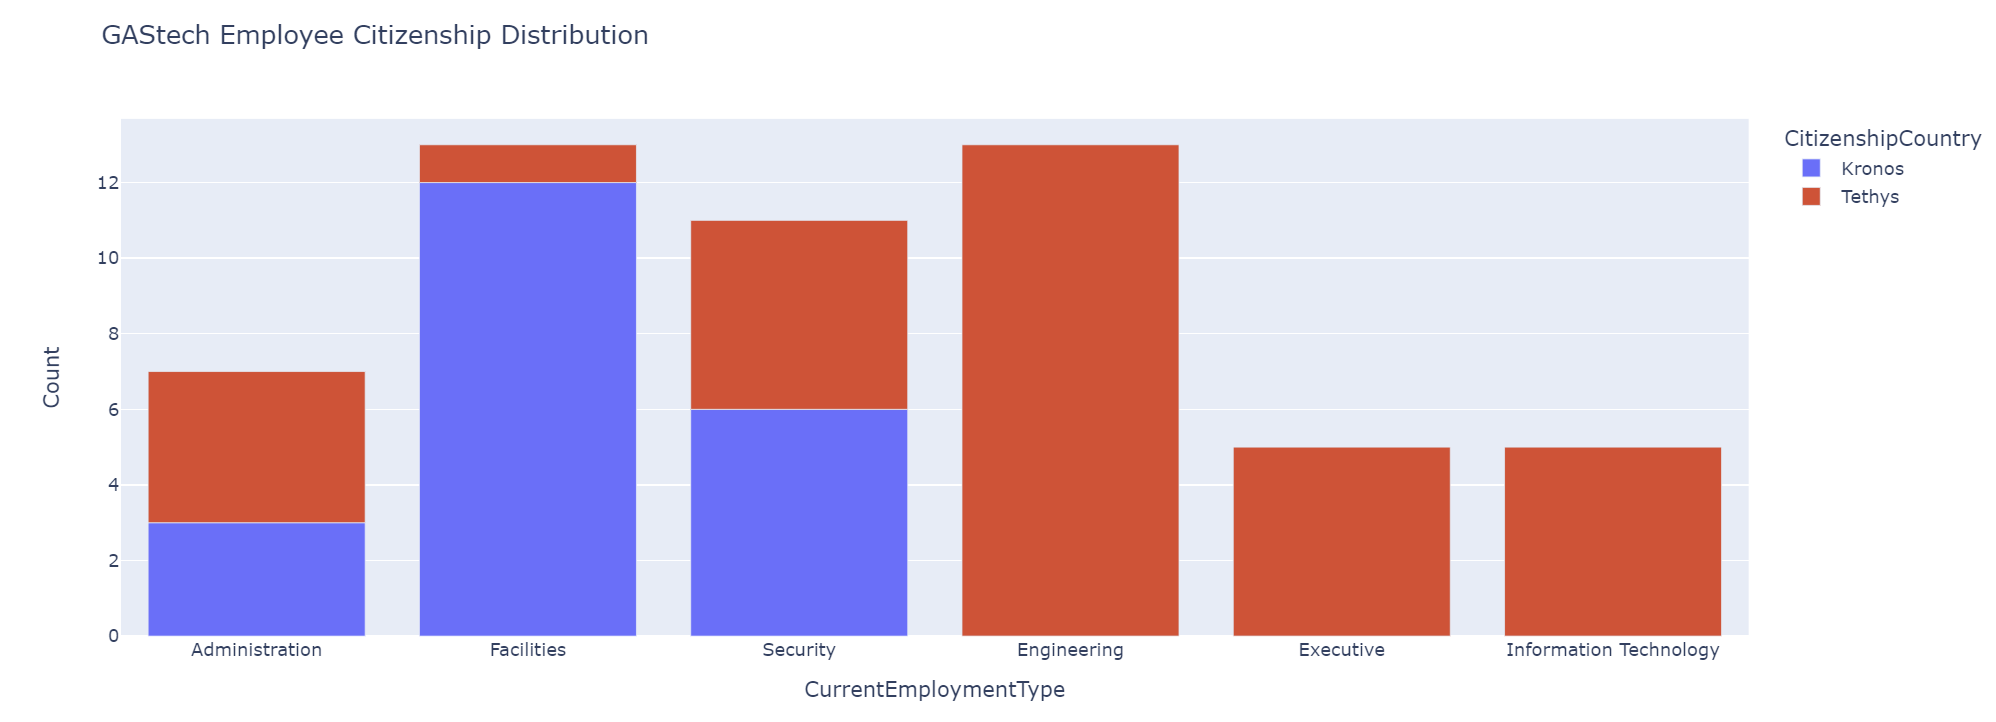 GAStech Employee Citizenship Distribution
CitizenshipCountry
Kronos
Tethys
Count
12
10
8
6
4
2
0
Administration
Facilities
Security
Engineering
Executive
Information Technology
CurrentEmploymentType